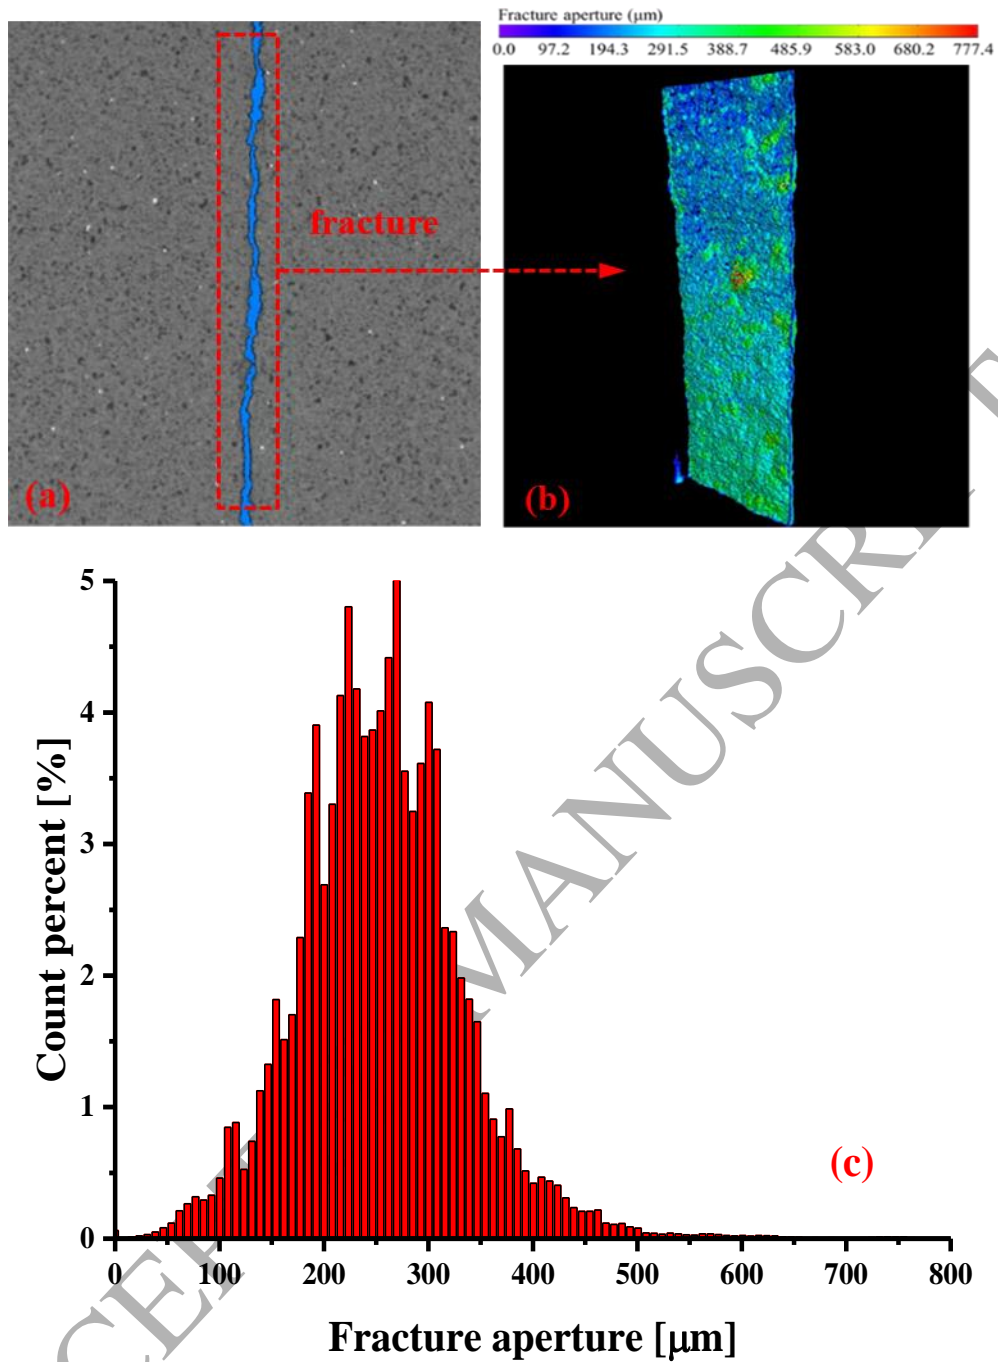 Fracture aperture (μm)
0.0 97.2 194.3 291.5 388.7 485.9 583.0 680.2 777.4
fracture
(a)
(b)
5
4
3
2
1
0
Count percent [%]
(c)
0 100 200 300 400 500 600 700 800
Fracture aperture [μm]
MANUSCRIPT